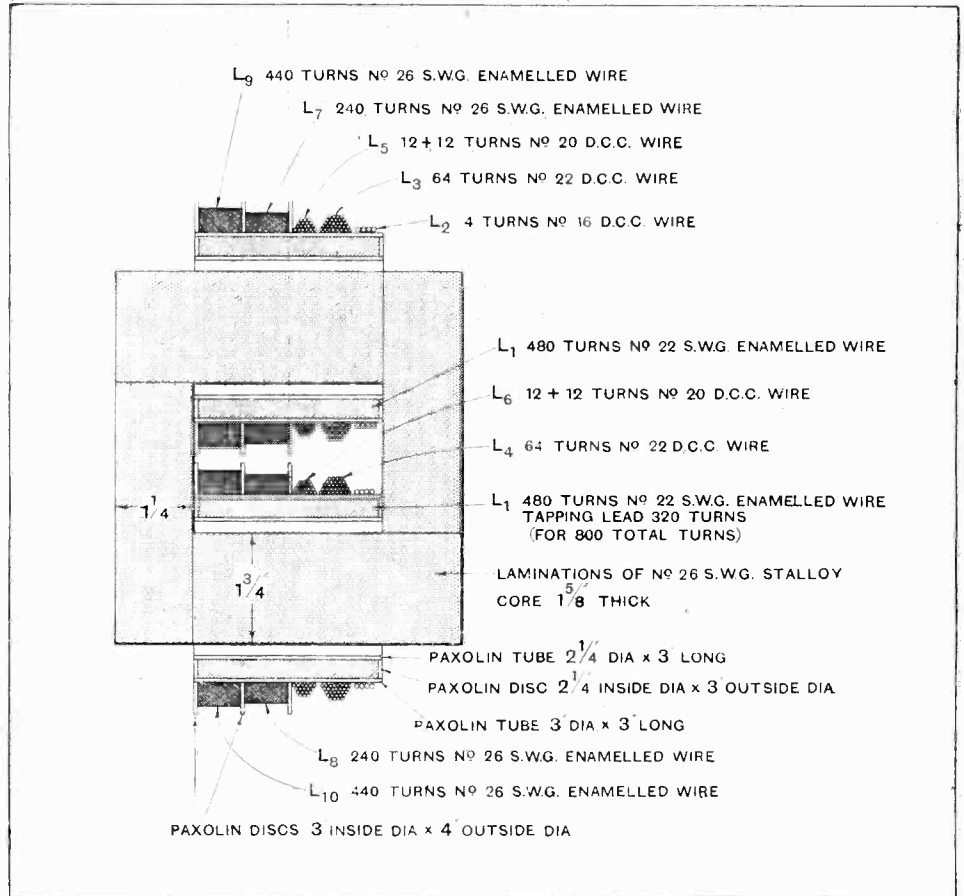 L9 440 TURNS Nº 26 S.W.G. ENAMELLED WIRE
L7 240 TURNS Nº 26 S.W.G. ENAMELLED WIRE
L5 12 + 12 TURNS Nº 20 D.C.C. WIRE
L3 64 TURNS Nº 22 D.C.C. WIRE
L2 4 TURNS Nº 16 D.C.C. WIRE
L1 480 TURNS Nº 22 S.W.G. ENAMELLED WIRE
L6 12 + 12 TURNS Nº 20 D.C.C. WIRE
L4 64 TURNS Nº 22 D.C.C. WIRE
L1 480 TURNS Nº 22 S.W.G. ENAMELLED WIRE
TAPPING LEAD 320 TURNS
(FOR 800 TOTAL TURNS)
1 1/4
1 3/4
LAMINATIONS OF Nº 26 S.W.G. STALLOY
CORE 1 5/8" THICK
PAXOLIN TUBE 2 1/4" DIA × 3" LONG
PAXOLIN DISC 2 1/4" INSIDE DIA × 3" OUTSIDE DIA
PAXOLIN TUBE 3" DIA × 3" LONG
L8 240 TURNS Nº 26 S.W.G. ENAMELLED WIRE
L10 440 TURNS Nº 26 S.W.G. ENAMELLED WIRE
PAXOLIN DISCS 3" INSIDE DIA × 4" OUTSIDE DIA